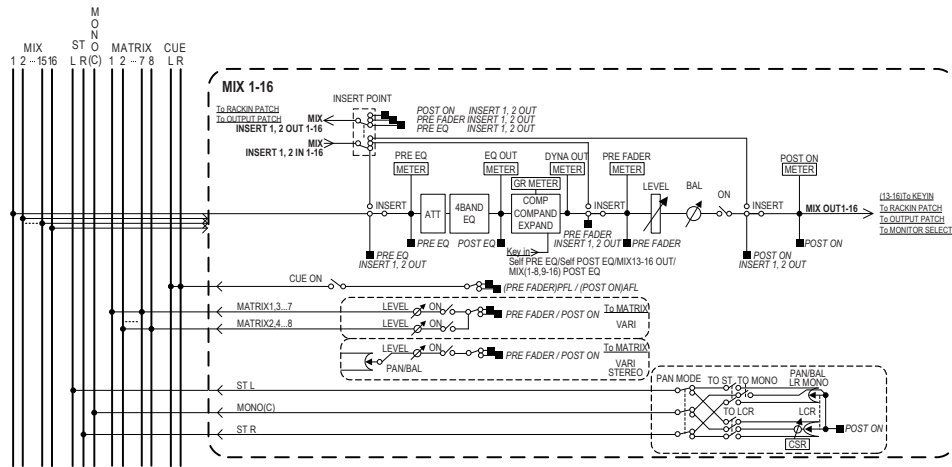 MONO(C)
MIX
1 2 ··· 15 16
ST
L R
MATRIX
1 2 ··· 7 8
CUE
L R
MIX 1-16
INSERT POINT
To RACKIN PATCH
To OUTPUT PATCH
MIX
INSERT 1, 2 OUT 1-16
MIX
INSERT 1, 2 IN 1-16
POST ON INSERT 1, 2 OUT
PRE FADER INSERT 1, 2 OUT
PRE EQ INSERT 1, 2 OUT
PRE EQ
METER
EQ OUT
METER
DYNA OUT
METER
PRE FADER
METER
POST ON
METER
GR METER
INSERT
ATT
4BAND
EQ
COMP
COMPAND
EXPAND
INSERT
LEVEL
BAL
ON
INSERT
MIX OUT1-16
(13-16)To KEYIN
To RACKIN PATCH
To OUTPUT PATCH
To MONITOR SELECT
PRE EQ
POST EQ
PRE FADER
INSERT 1, 2 OUT
PRE FADER
POST ON
PRE EQ
INSERT 1, 2 OUT
Key in
Self PRE EQ/Self POST EQ/MIX13-16 OUT/
MIX(1-8,9-16) POST EQ
POST ON
INSERT 1, 2 OUT
CUE ON
(PRE FADER)PFL / (POST ON)AFL
MATRIX1,3...7
LEVEL
ON
PRE FADER / POST ON
To MATRIX
VARI
MATRIX2,4...8
LEVEL
ON
LEVEL
ON
PAN/BAL
PRE FADER / POST ON
To MATRIX
VARI
STEREO
ST L
MONO(C)
ST R
PAN MODE
TO ST
TO MONO
PAN/BAL
LR MONO
TO LCR
LCR
CSR
POST ON